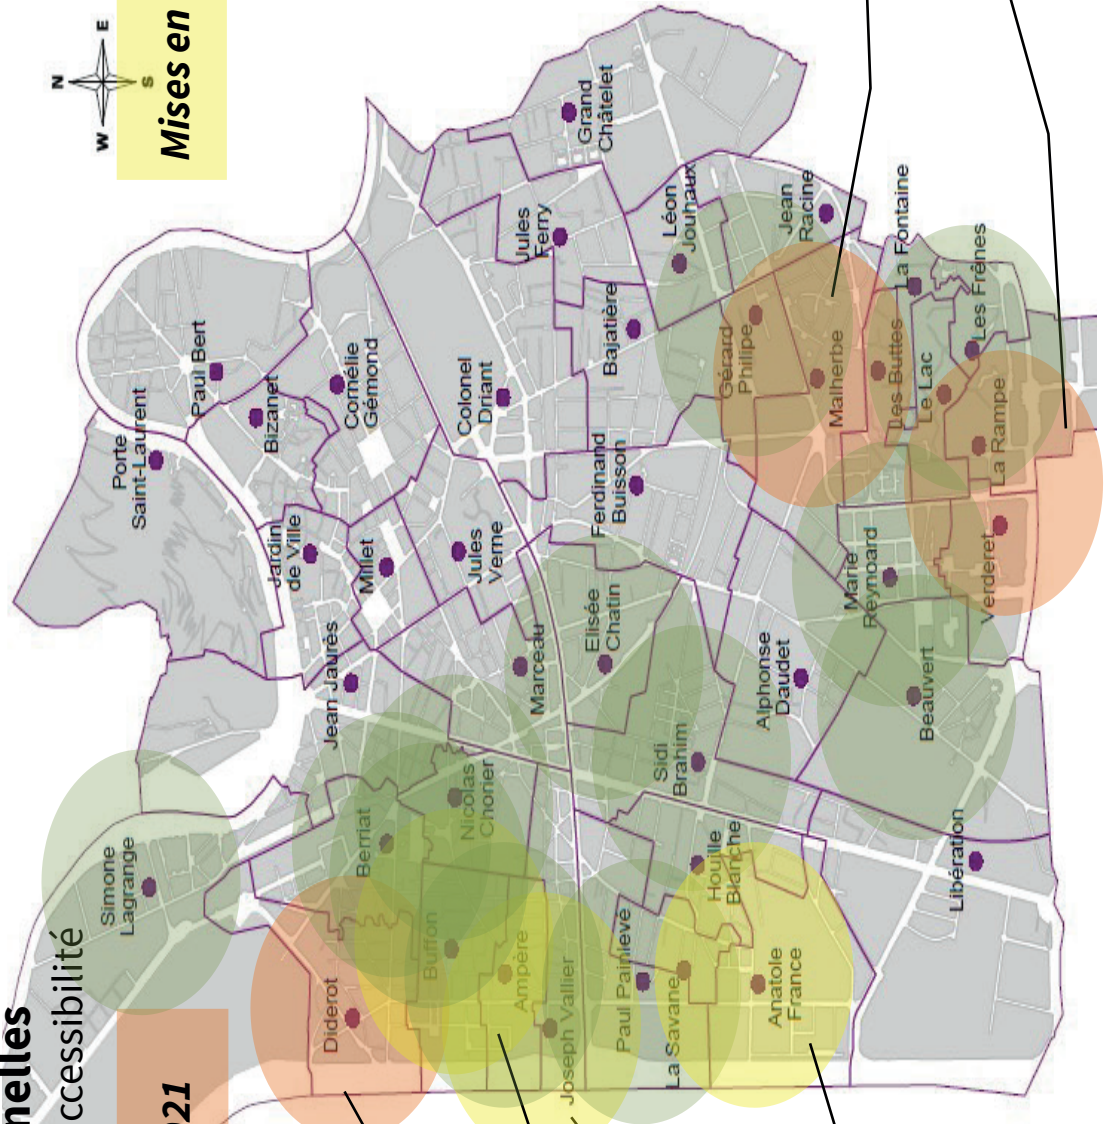 nelles
ccessibilité
21
Mises en
N
W
E
S
Grand
Châtelet
Jules
Ferry
Léon
Jouhaux
Jean
Racine
La Fontaine
Les Frênes
Paul Bert
Porte
Saint-Laurent
Bizanet
Cornélie
Gémond
Colonel
Driant
Bajatière
Gérard
Philipe
Malherbe
Les Buttes
Le Lac
La Rampe
Ferdinand
Buisson
Jardin
de Ville
Millet
Jules
Verne
Marie
Reynoard
Verderet
Elisée
Chatin
Marceau
Jean Jaurès
Alphonse
Daudet
Beauvert
Sidi
Brahim
Nicolas
Chorier
Berriat
Simone
Lagrange
Houille
Blanche
Libération
Buffon
Ampère
Diderot
Joseph Vallier
Paul Painlevé
La Savane
Anatole
France